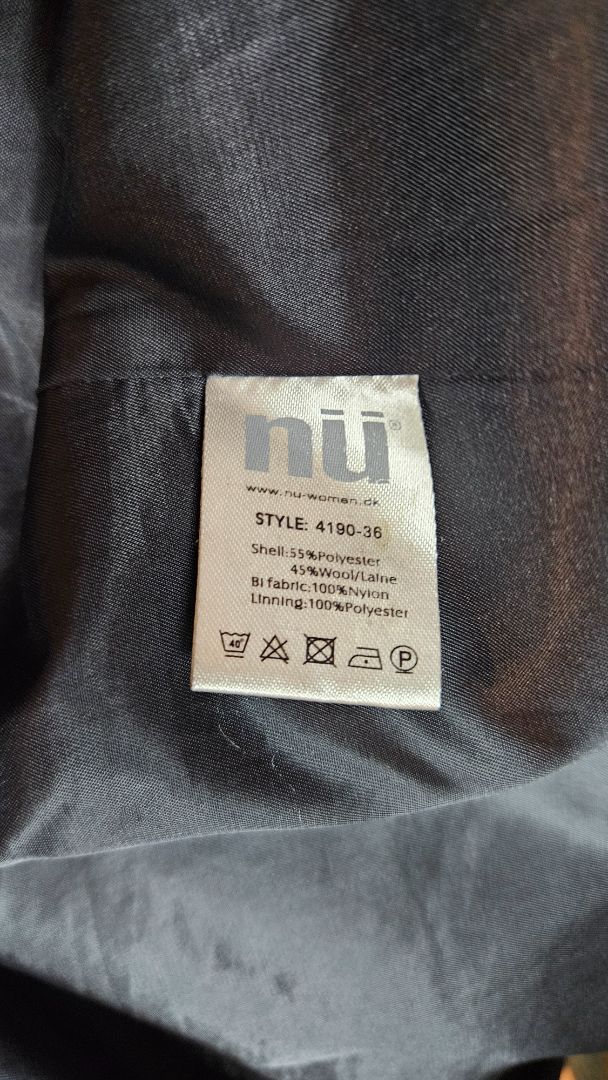 nü®
www.nu-women.dk
STYLE: 4190-36
Shell:55%Polyester
45%Wool/Laine
Bi fabric:100%Nylon
Linning:100%Polyester
40° P